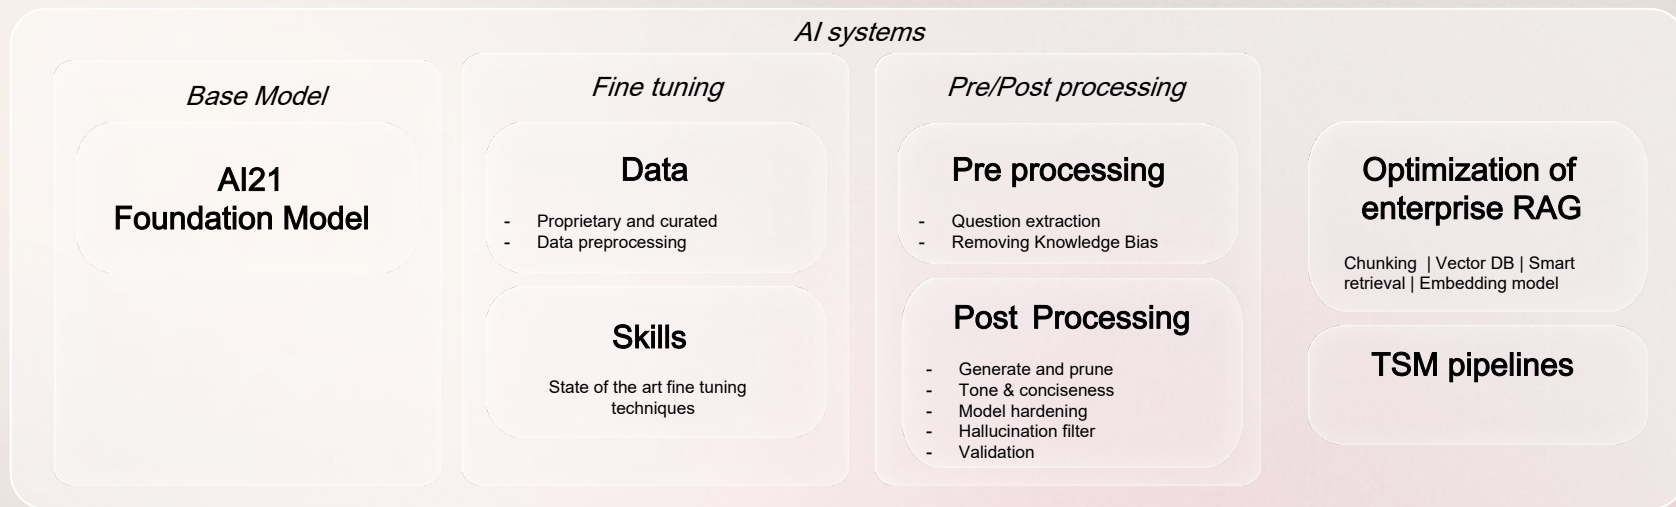 AI systems
Base Model
AI21
Foundation Model
Fine tuning
Data
- Proprietary and curated
- Data preprocessing
Skills
State of the art fine tuning
techniques
Pre/Post processing
Pre processing
- Question extraction
- Removing Knowledge Bias
Post Processing
- Generate and prune
- Tone & conciseness
- Model hardening
- Hallucination filter
- Validation
Optimization of
enterprise RAG
Chunking | Vector DB | Smart
retrieval | Embedding model
TSM pipelines